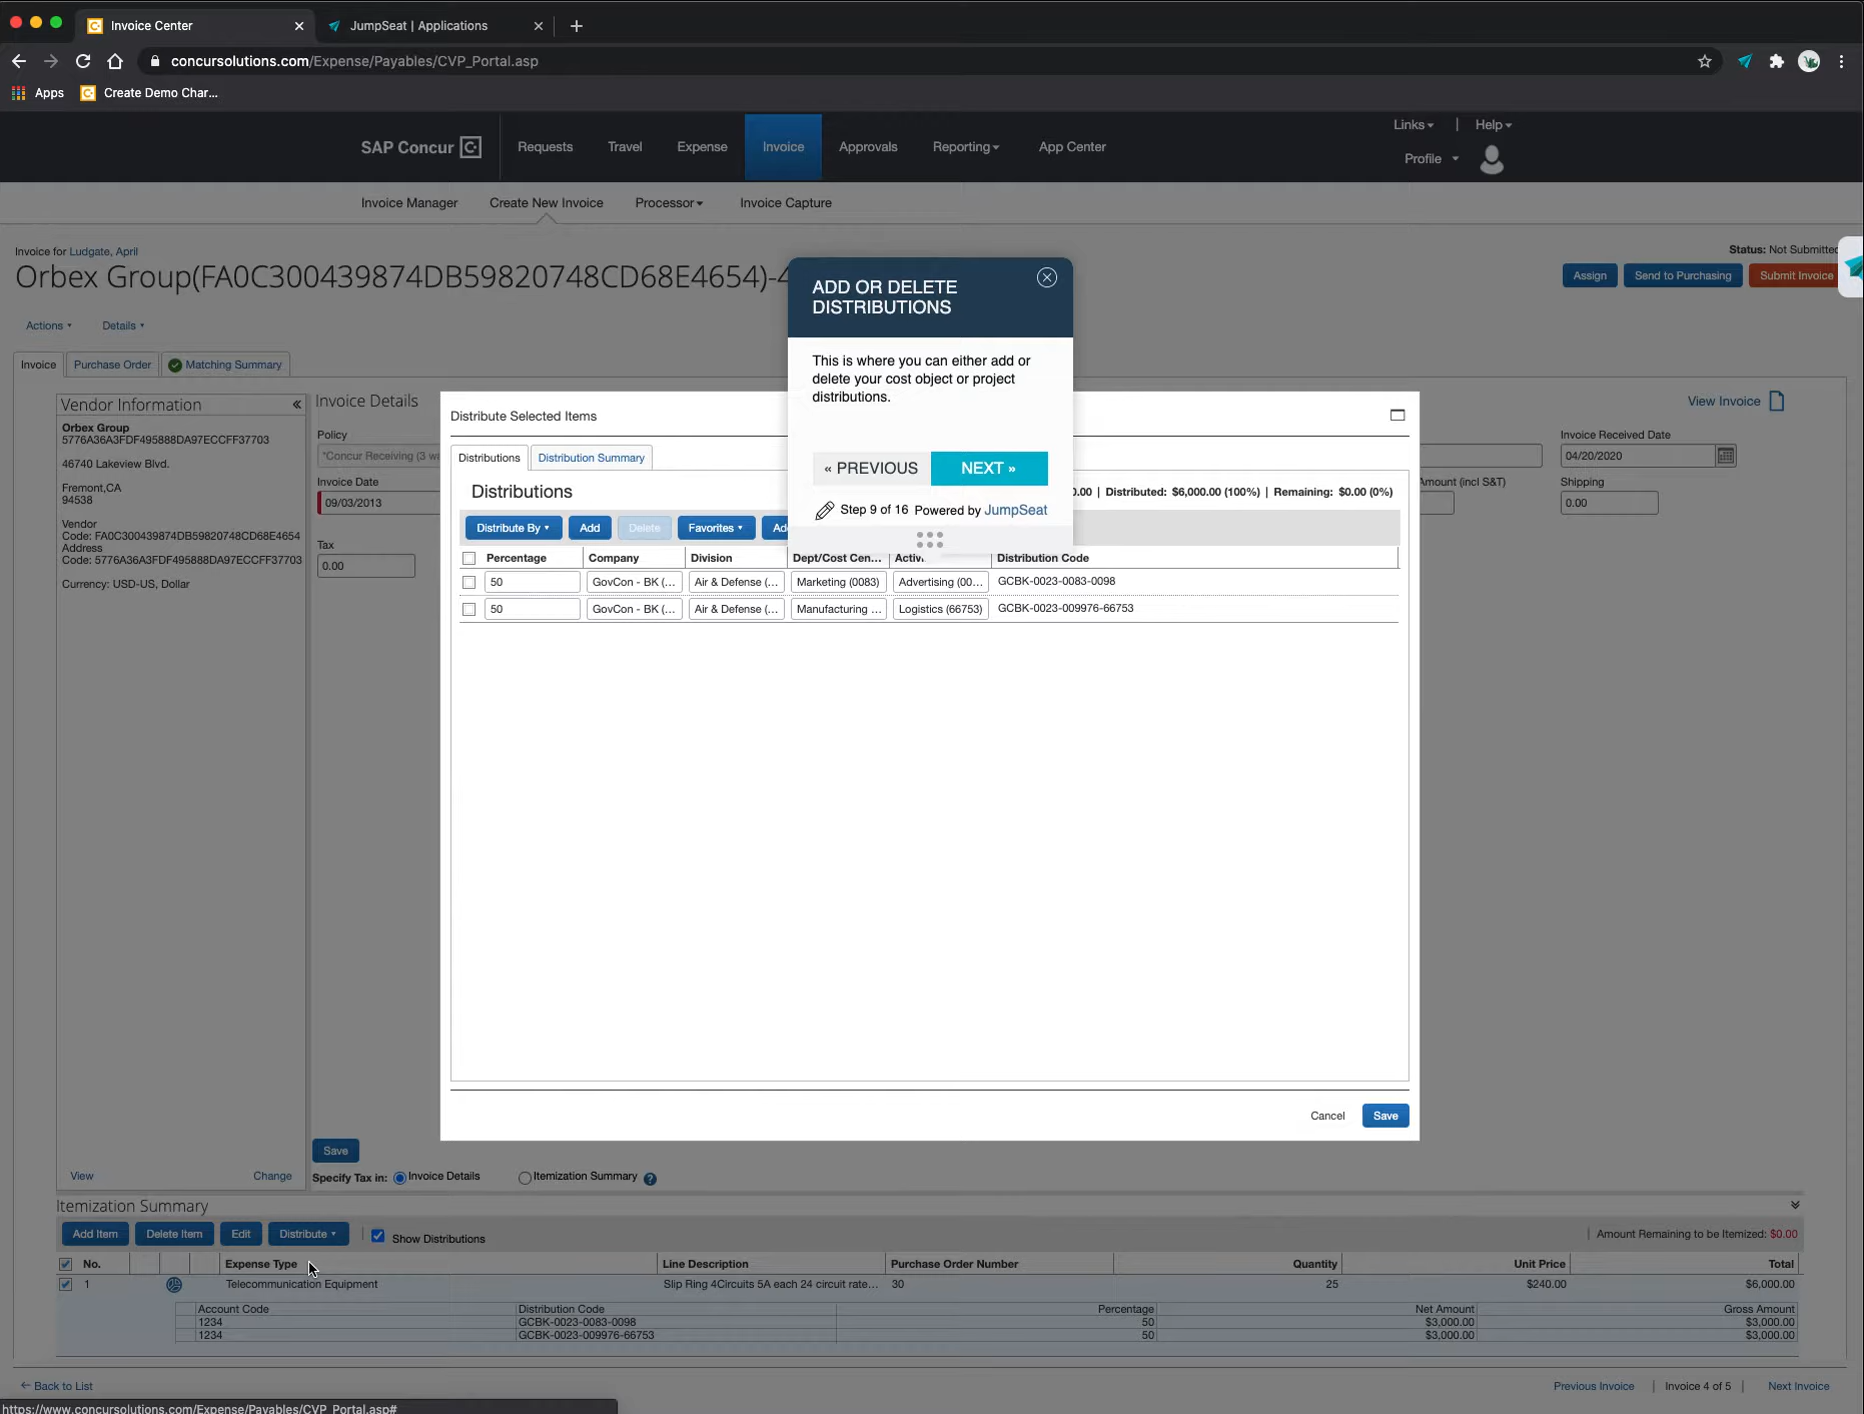 Invoice Center
JumpSeat | Applications
concursolutions.com/Expense/Payables/CVP_Portal.asp
Apps
Create Demo Char...
SAP Concur
Requests
Travel
Expense
Invoice
Approvals
Reporting
App Center
Links
|
Help
Profile
Invoice Manager
Create New Invoice
Processor
Invoice Capture
Invoice for Ludgate, April
Status: Not Submitted
Orbex Group(FA0C300439874DB59820748CD68E4654)-4
Assign
Send to Purchasing
Submit Invoice
Actions
Details
Invoice
Purchase Order
Matching Summary
ADD OR DELETE
DISTRIBUTIONS
This is where you can either add or
delete your cost object or project
distributions.
« PREVIOUS
NEXT »
Step 9 of 16 Powered by JumpSeat
Vendor Information
Orbex Group
5776A36A3FDF495888DA97ECCFF37703
46740 Lakeview Blvd.
Fremont,CA
94538
Vendor
Code: FA0C300439874DB59820748CD68E4654
Address
Code: 5776A36A3FDF495888DA97ECCFF37703
Currency: USD-US, Dollar
View
Change
Invoice Details
View Invoice
Policy
*Concur Receiving (3 w
Invoice Date
09/03/2013
Tax
0.00
Invoice Received Date
04/20/2020
Amount (incl S&T)
Shipping
0.00
Distribute Selected Items
Distributions
Distribution Summary
Distributions
0.00 | Distributed: $6,000.00 (100%) | Remaining: $0.00 (0%)
Distribute By
Add
Delete
Favorites
Ad
Percentage
Company
Division
Dept/Cost Cen...
Activ
Distribution Code
50
GovCon - BK (...
Air & Defense (...
Marketing (0083)
Advertising (00...
GCBK-0023-0083-0098
50
GovCon - BK (...
Air & Defense (...
Manufacturing ...
Logistics (66753)
GCBK-0023-009976-66753
Cancel
Save
Save
Specify Tax in:
Invoice Details
Itemization Summary
?
Itemization Summary
Add Item
Delete Item
Edit
Distribute
Show Distributions
Amount Remaining to be Itemized: $0.00
No.
Expense Type
Line Description
Purchase Order Number
Quantity
Unit Price
Total
1
Telecommunication Equipment
Slip Ring 4Circuits 5A each 24 circuit rate...
30
25
$240.00
$6,000.00
Account Code
Distribution Code
Percentage
Net Amount
Gross Amount
1234
GCBK-0023-0083-0098
50
$3,000.00
$3,000.00
1234
GCBK-0023-009976-66753
50
$3,000.00
$3,000.00
Back to List
Previous Invoice
| Invoice 4 of 5 |
Next Invoice
https://www.concursolutions.com/Expense/Payables/CVP_Portal.asp#